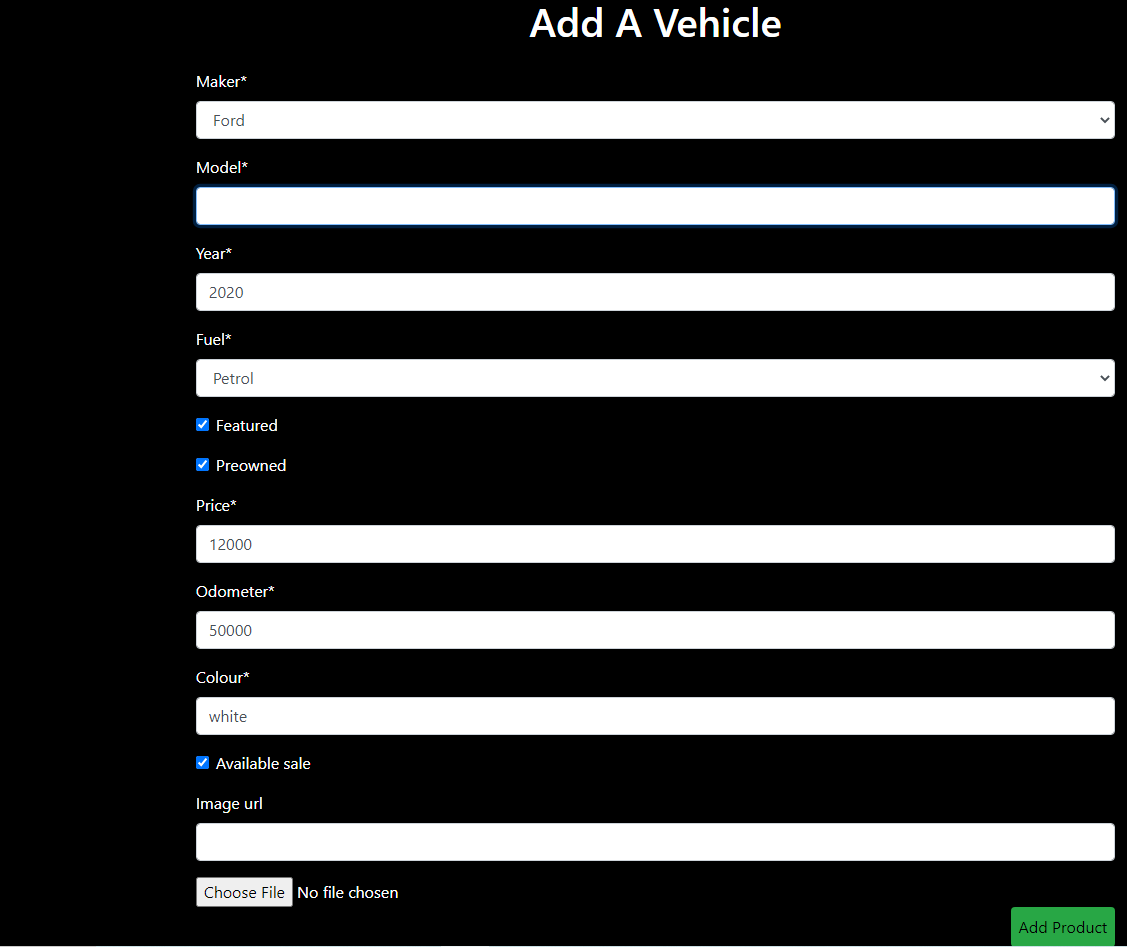 Add A Vehicle
Maker*
Ford
Model*
Year*
2020
Fuel*
Petrol
Featured
Preowned
Price*
12000
Odometer*
50000
Colour*
white
Available sale
Image url
Choose File No file chosen
Add Product